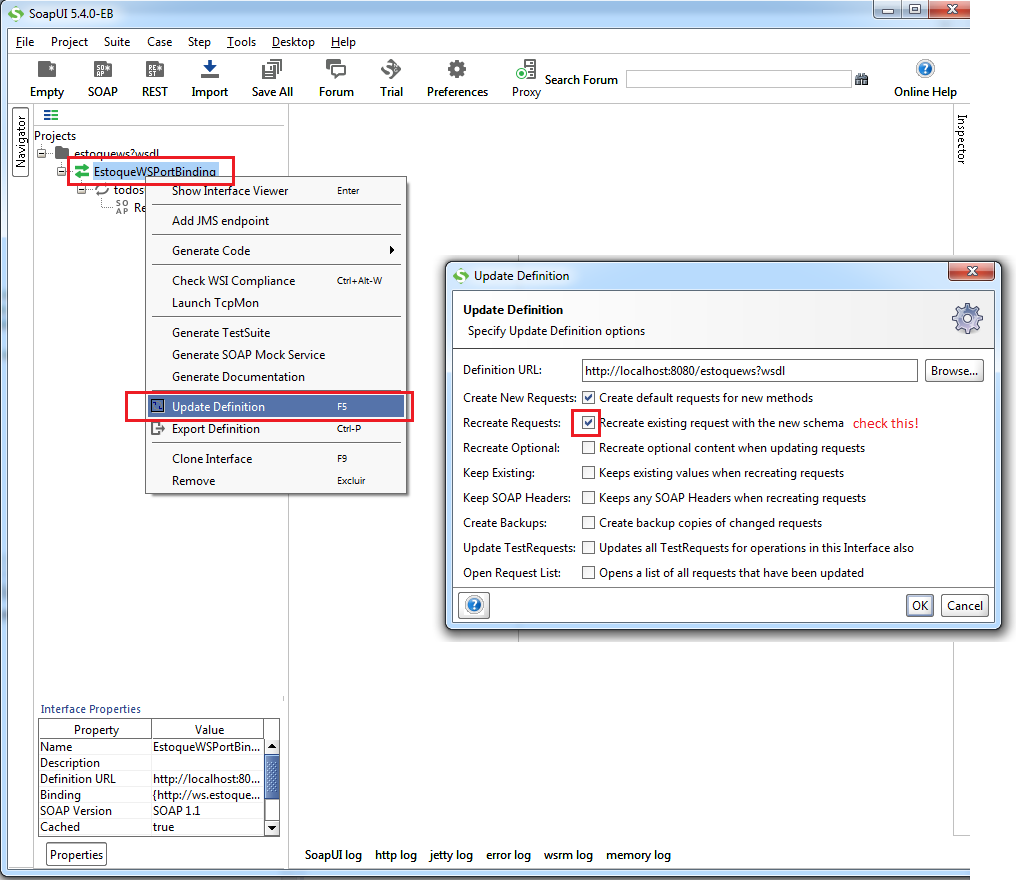 SoapUI 5.4.0-EB
File Project Suite Case Step Tools Desktop Help
Empty SOAP REST Import Save All Forum Trial Preferences Proxy Search Forum Online Help
Navigator
Inspector
Projects
estoquews?wsdl
EstoqueWSPortBinding
todos
SO AP Re
Show Interface Viewer Enter
Add JMS endpoint
Generate Code
Check WSI Compliance Ctrl+Alt-W
Launch TcpMon
Generate TestSuite
Generate SOAP Mock Service
Generate Documentation
Update Definition F5
Export Definition Ctrl-P
Clone Interface F9
Remove Excluir
Update Definition
Update Definition
Specify Update Definition options
Definition URL: http://localhost:8080/estoquews?wsdl Browse...
Create New Requests: Create default requests for new methods
Recreate Requests: Recreate existing request with the new schema check this!
Recreate Optional: Recreate optional content when updating requests
Keep Existing: Keeps existing values when recreating requests
Keep SOAP Headers: Keeps any SOAP Headers when recreating requests
Create Backups: Create backup copies of changed requests
Update TestRequests: Updates all TestRequests for operations in this Interface also
Open Request List: Opens a list of all requests that have been updated
OK Cancel
Interface Properties
Property Value
Name EstoqueWSPortBin...
Description
Definition URL http://localhost:80...
Binding {http://ws.estoque...
SOAP Version SOAP 1.1
Cached true
Properties
SoapUI log http log jetty log error log wsrm log memory log